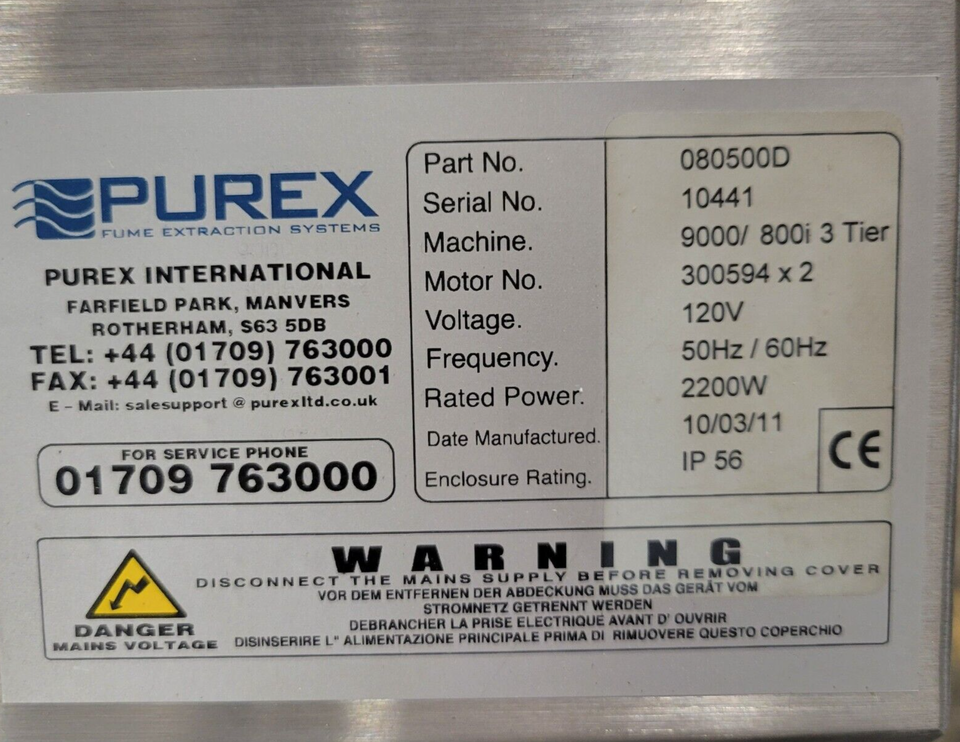 PUREX
FUME EXTRACTION SYSTEMS
PUREX INTERNATIONAL
FARFIELD PARK, MANVERS
ROTHERHAM, S63 5DB
TEL: +44 (01709) 763000
FAX: +44 (01709) 763001
E – Mail: salesupport @ purexltd.co.uk
FOR SERVICE PHONE
01709 763000
Part No. 080500D
Serial No. 10441
Machine. 9000/ 800i 3 Tier
Motor No. 300594 x 2
Voltage. 120V
Frequency. 50Hz / 60Hz
Rated Power. 2200W
Date Manufactured. 10/03/11
Enclosure Rating. IP 56
CE
WARNING
DISCONNECT THE MAINS SUPPLY BEFORE REMOVING COVER
VOR DEM ENTFERNEN DER ABDECKUNG MUSS DAS GERÄT VOM
STROMNETZ GETRENNT WERDEN
DEBRANCHER LA PRISE ELECTRIQUE AVANT D' OUVRIR
DISINSERIRE L" ALIMENTAZIONE PRINCIPALE PRIMA DI RIMUOVERE QUESTO COPERCHIO
DANGER
MAINS VOLTAGE